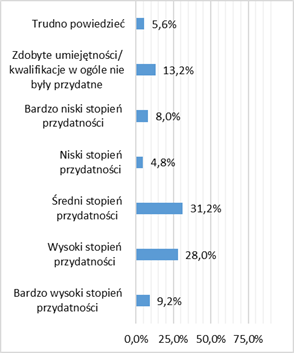 Trudno powiedzieć
5,6%
Zdobyte umiejętności/
kwalifikacje w ogóle nie
były przydatne
13,2%
Bardzo niski stopień
przydatności
8,0%
Niski stopień
przydatności
4,8%
Średni stopień
przydatności
31,2%
Wysoki stopień
przydatności
28,0%
Bardzo wysoki stopień
przydatności
9,2%
0,0% 25,0% 50,0% 75,0%